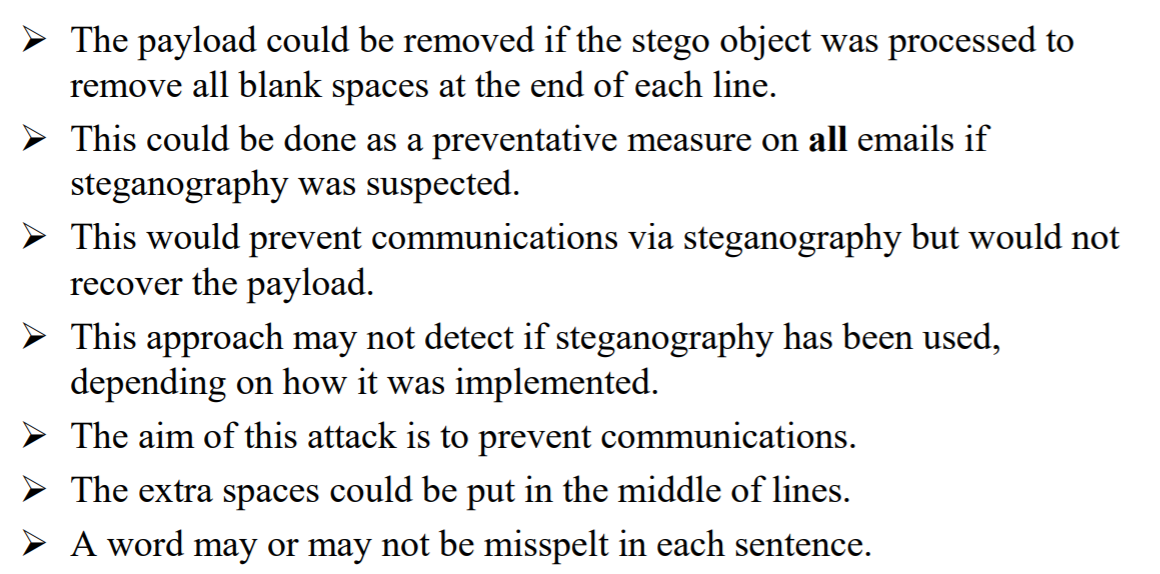 ➢ The payload could be removed if the stego object was processed to
remove all blank spaces at the end of each line.
➢ This could be done as a preventative measure on all emails if
steganography was suspected.
➢ This would prevent communications via steganography but would not
recover the payload.
➢ This approach may not detect if steganography has been used,
depending on how it was implemented.
➢ The aim of this attack is to prevent communications.
➢ The extra spaces could be put in the middle of lines.
➢ A word may or may not be misspelt in each sentence.